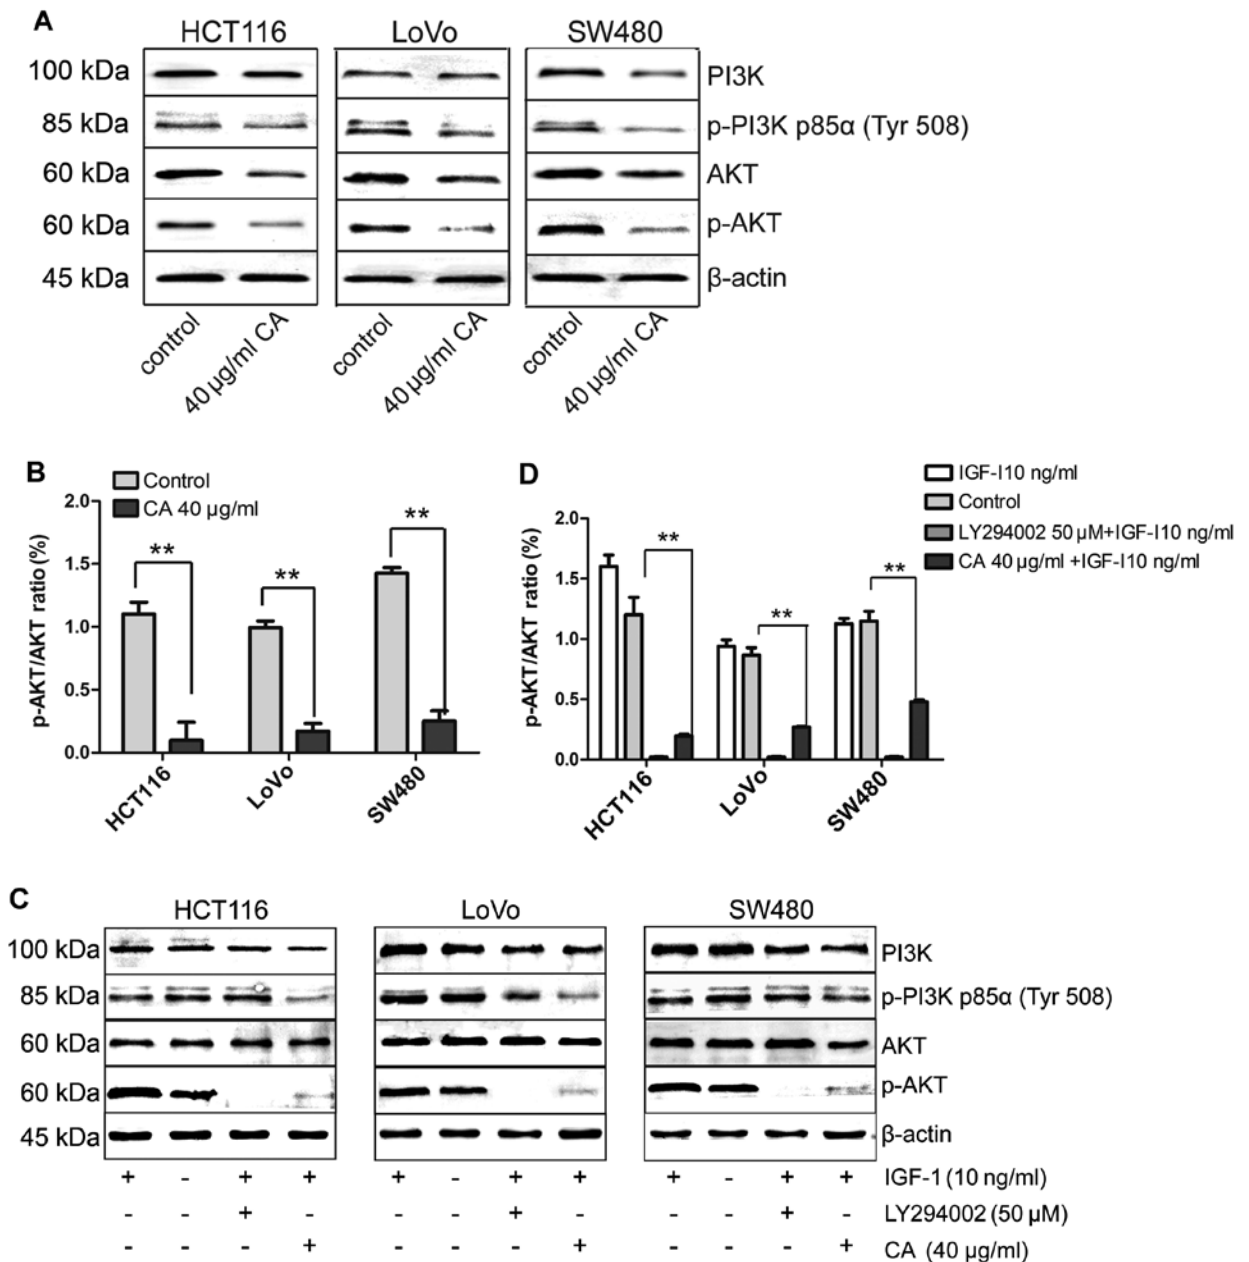 A
HCT116 LoVo SW480
100 kDa PI3K
85 kDa p-PI3K p85α (Tyr 508)
60 kDa AKT
60 kDa p-AKT
45 kDa β-actin
control 40 µg/ml CA control 40 µg/ml CA control 40 µg/ml CA
B
Control
CA 40 µg/ml
p-AKT/AKT ratio (%)
2.0
1.5
1.0
0.5
0.0
** ** **
HCT116 LoVo SW480
D
IGF-I10 ng/ml
Control
LY294002 50 µM+IGF-I10 ng/ml
CA 40 µg/ml +IGF-I10 ng/ml
p-AKT/AKT ratio (%)
2.0
1.5
1.0
0.5
0.0
** ** **
HCT116 LoVo SW480
C
HCT116 LoVo SW480
100 kDa PI3K
85 kDa p-PI3K p85α (Tyr 508)
60 kDa AKT
60 kDa p-AKT
45 kDa β-actin
+ - + + + - + + + - + + IGF-1 (10 ng/ml)
- - + - - - + - - - + - LY294002 (50 µM)
- - - + - - - + - - - + CA (40 µg/ml)